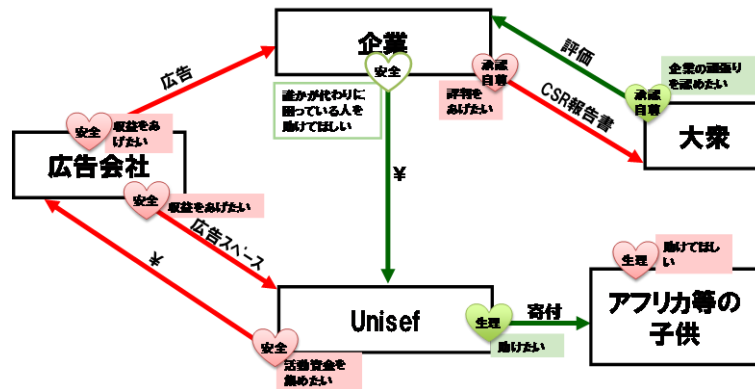 企業
広告
安全
誰かが代わりに
困っている人を
助けてほしい
承認
自尊
評判を
あげたい
評価
CSR報告書
企業の頑張り
を認めたい
承認
自尊
大衆
安全
収益をあ
げたい
広告会社
安全
収益をあげたい
広告スペース
¥
¥
Unisef
安全
活動資金を
集めたい
生理
助けたい
寄付
生理
助けてほし
い
アフリカ等の
子供